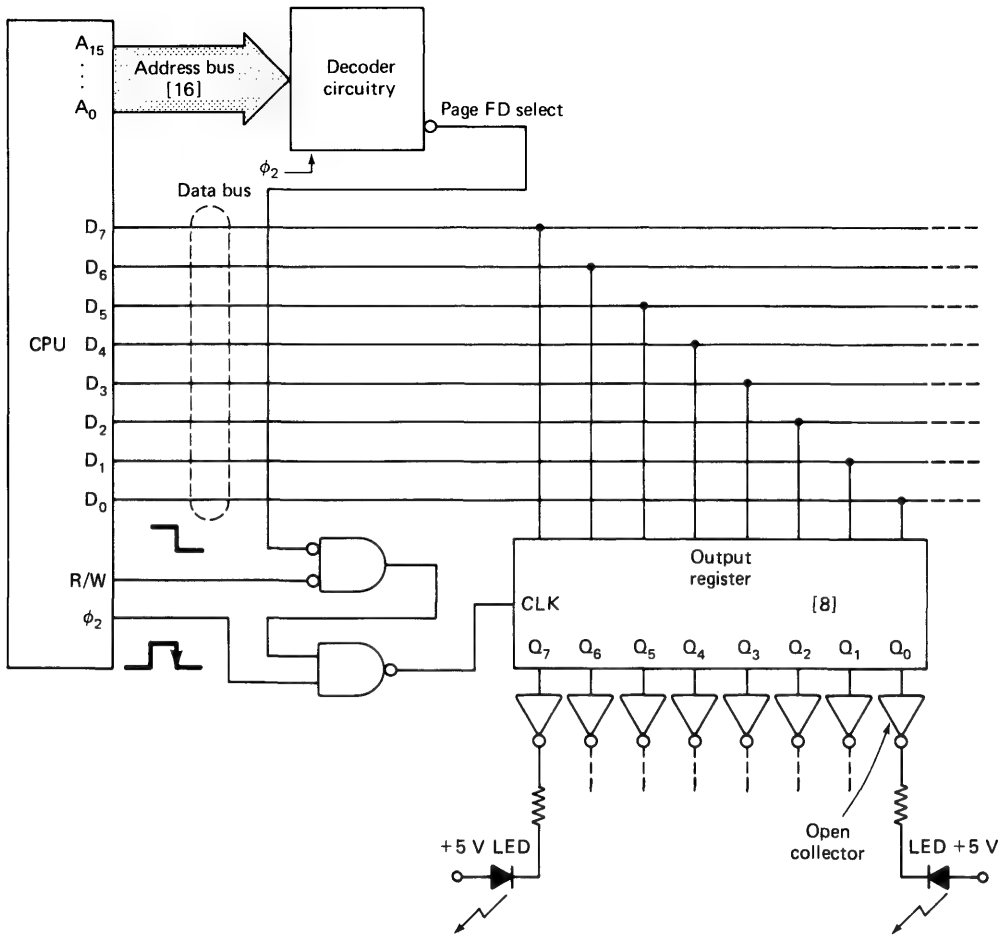 A15
Address bus
[16]
A0
Decoder
circuitry
Page FD select
ϕ2
Data bus
D7
D6
D5
CPU
D4
D3
D2
D1
D0
R/W
ϕ2
Output
register
CLK
[8]
Q7 Q6 Q5 Q4 Q3 Q2 Q1 Q0
Open
collector
+5 V LED
LED +5 V